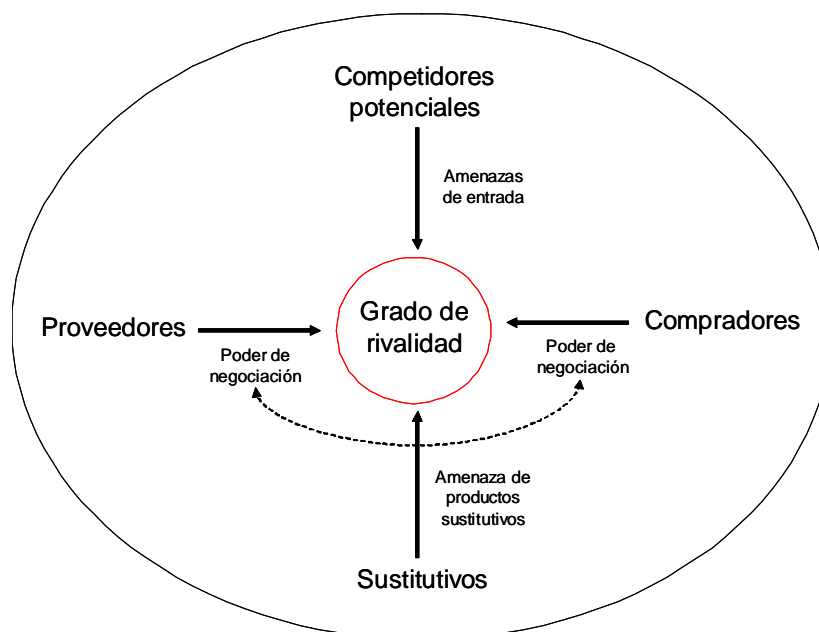 Competidores
potenciales
Amenazas
de entrada
Grado de
rivalidad
Proveedores
Compradores
Poder de
negociación
Poder de
negociación
Amenaza de
productos
sustitutivos
Sustitutivos